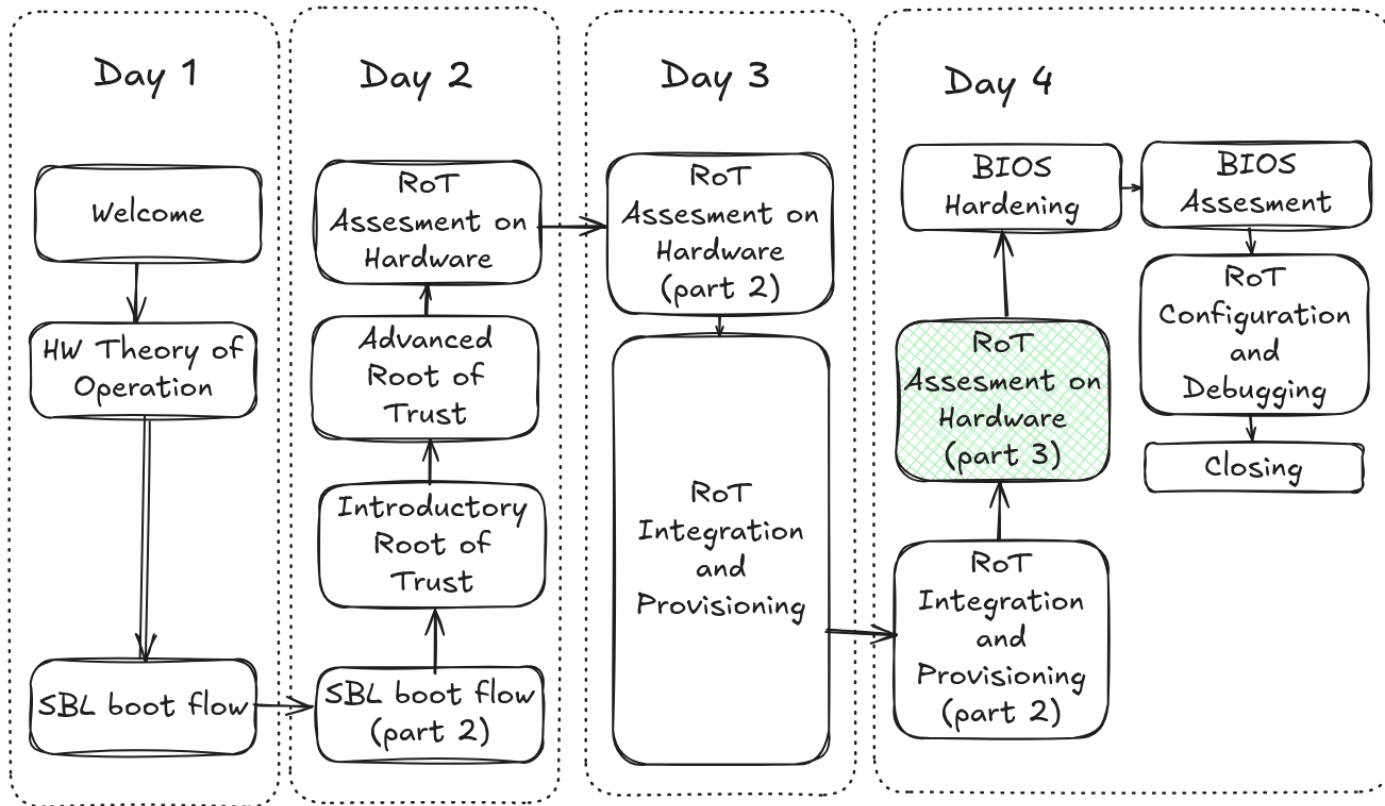 Day 1
Welcome
HW Theory of
Operation
SBL boot flow
Day 2
RoT
Assesment on
Hardware
Advanced
Root of
Trust
Introductory
Root of
Trust
SBL boot flow
(part 2)
Day 3
RoT
Assesment on
Hardware
(part 2)
RoT
Integration
and
Provisioning
Day 4
BIOS
Hardening
BIOS
Assesment
RoT
Assesment on
Hardware
(part 3)
RoT
Configuration
and
Debugging
Closing
RoT
Integration
and
Provisioning
(part 2)